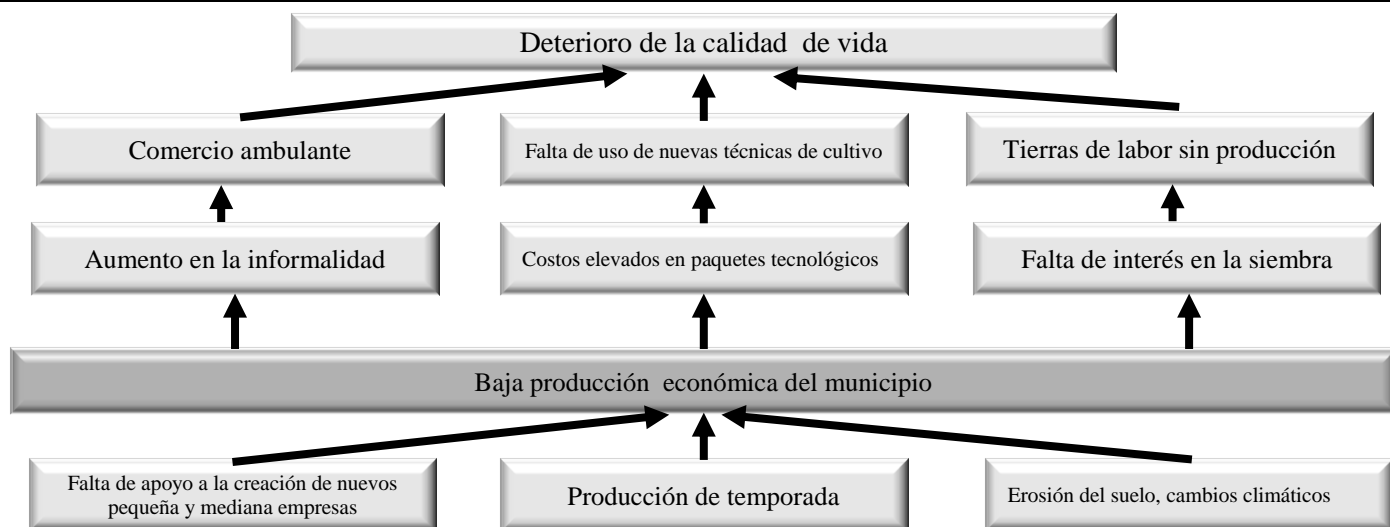 Deterioro de la calidad de vida
Comercio ambulante
Falta de uso de nuevas técnicas de cultivo
Tierras de labor sin producción
Aumento en la informalidad
Costos elevados en paquetes tecnológicos
Falta de interés en la siembra
Baja producción económica del municipio
Falta de apoyo a la creación de nuevos
pequeña y mediana empresas
Producción de temporada
Erosión del suelo, cambios climáticos